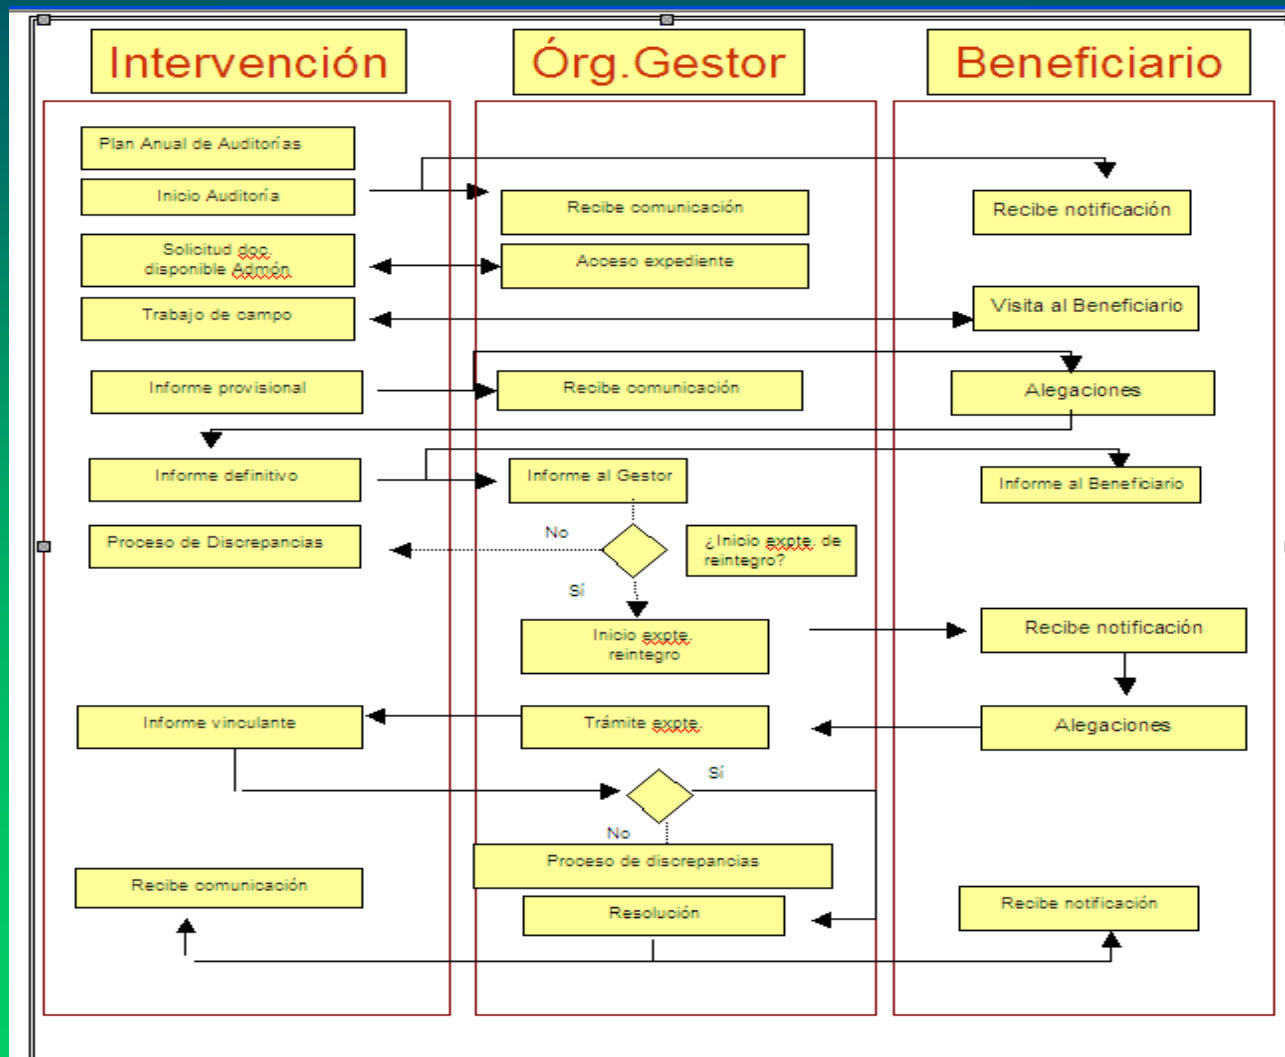 Intervención
Órg.Gestor
Beneficiario
Plan Anual de Auditorías
Inicio Auditoría
Recibe comunicación
Recibe notificación
Solicitud doc.
disponible Admón
Acceso expediente
Trabajo de campo
Visita al Beneficiario
Informe provisional
Recibe comunicación
Alegaciones
Informe definitivo
Informe al Gestor
Informe al Beneficiario
Proceso de Discrepancias
No
¿Inicio expte. de
reintegro?
Sí
Inicio expte.
reintegro
Recibe notificación
Informe vinculante
Trámite expte.
Alegaciones
Sí
No
Proceso de discrepancias
Recibe comunicación
Resolución
Recibe notificación